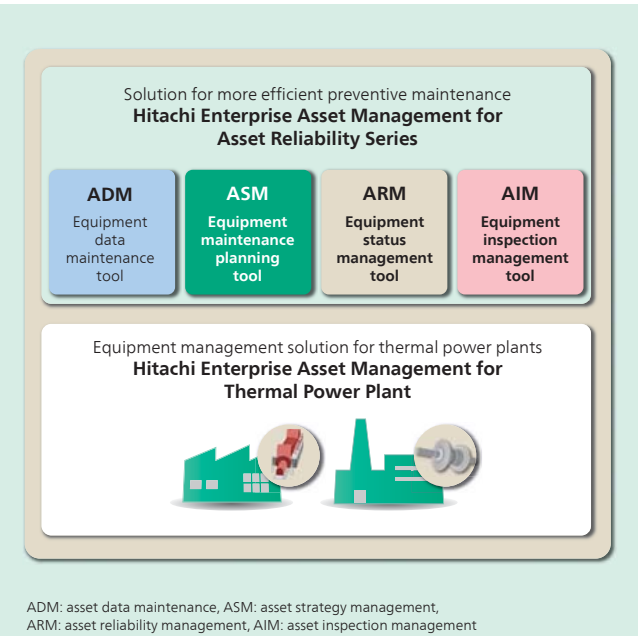 Solution for more efficient preventive maintenance
Hitachi Enterprise Asset Management for
Asset Reliability Series
ADM
Equipment
data
maintenance
tool
ASM
Equipment
maintenance
planning
tool
ARM
Equipment
status
management
tool
AIM
Equipment
inspection
management
tool
Equipment management solution for thermal power plants
Hitachi Enterprise Asset Management for
Thermal Power Plant
ADM: asset data maintenance, ASM: asset strategy management,
ARM: asset reliability management, AIM: asset inspection management